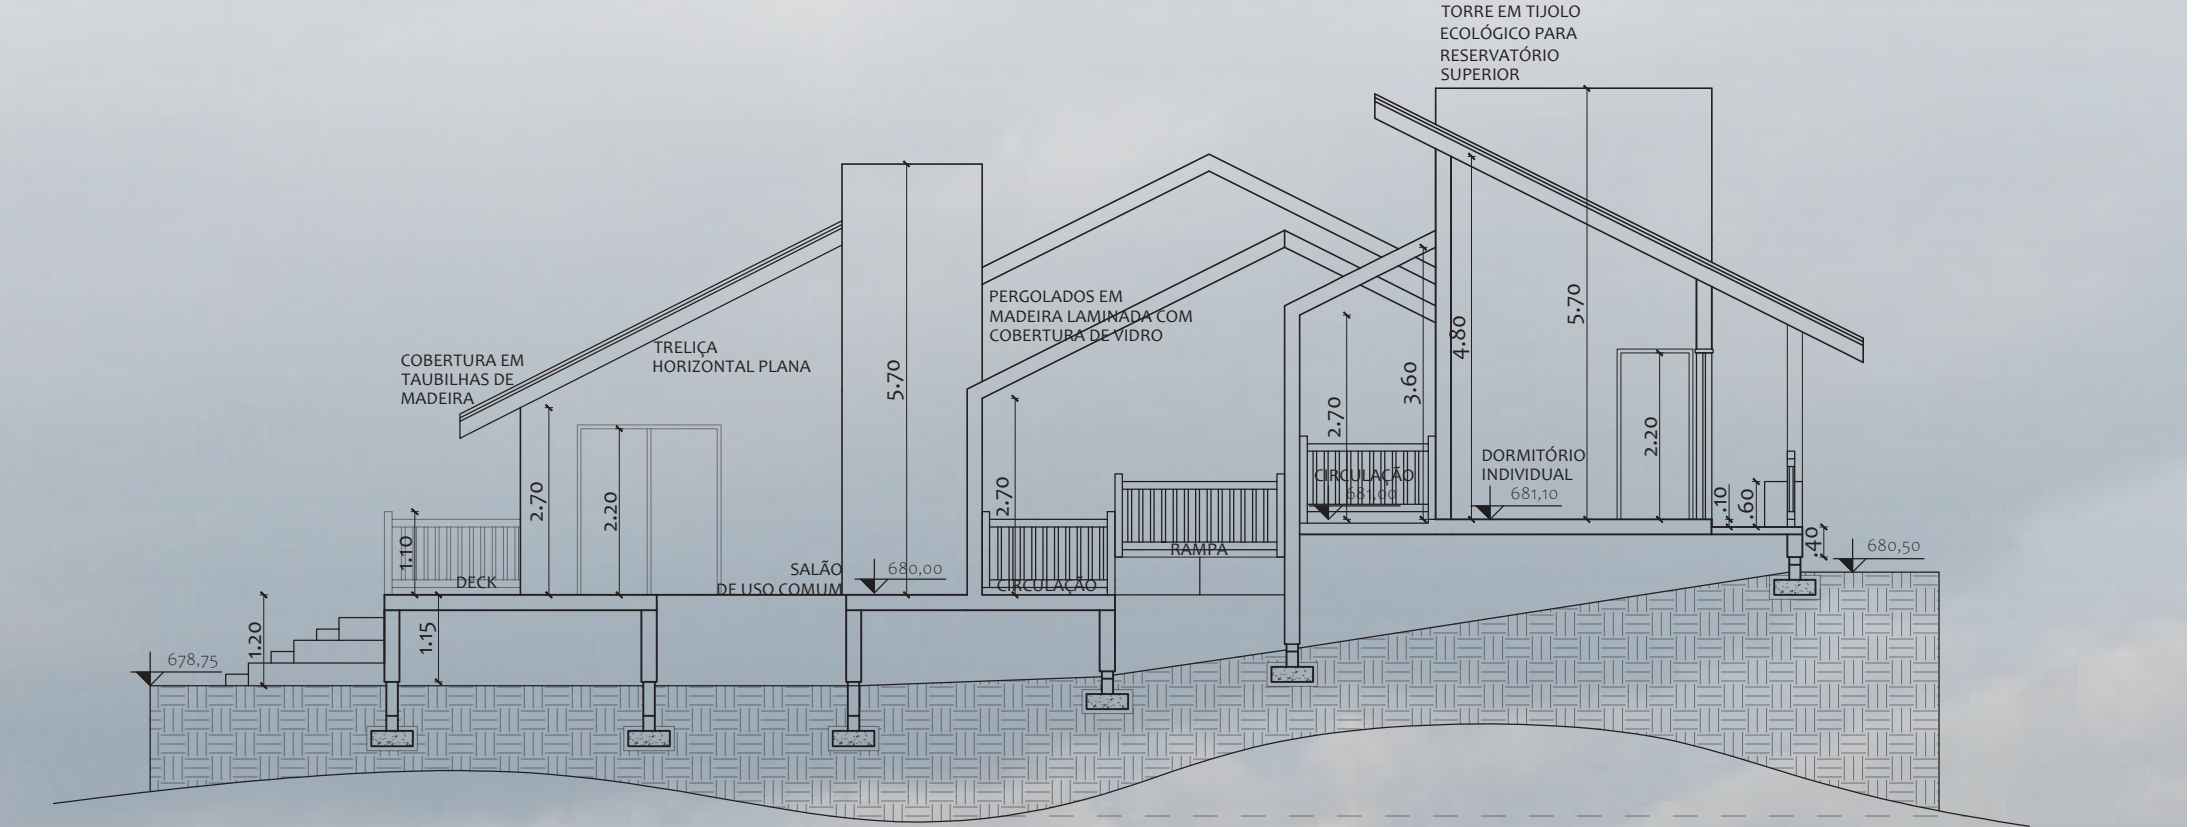 TORRE EM TIJOLO
ECOLÓGICO PARA
RESERVATÓRIO
SUPERIOR
PERGOLADOS EM
MADEIRA LAMINADA COM
COBERTURA DE VIDRO
TRELIÇA
HORIZONTAL PLANA
COBERTURA EM
TAUBILHAS DE
MADEIRA
5.70
5.70
4.80
3.60
2.70
2.20
DORMITÓRIO
INDIVIDUAL
681,10
CIRCULAÇÃO
681,00
2.70
2.20
2.70
1.10
.10
.60
.40
680,50
RAMPA
SALÃO
DE USO COMUM
680,00
CIRCULAÇÃO
DECK
1.20
1.15
678,75